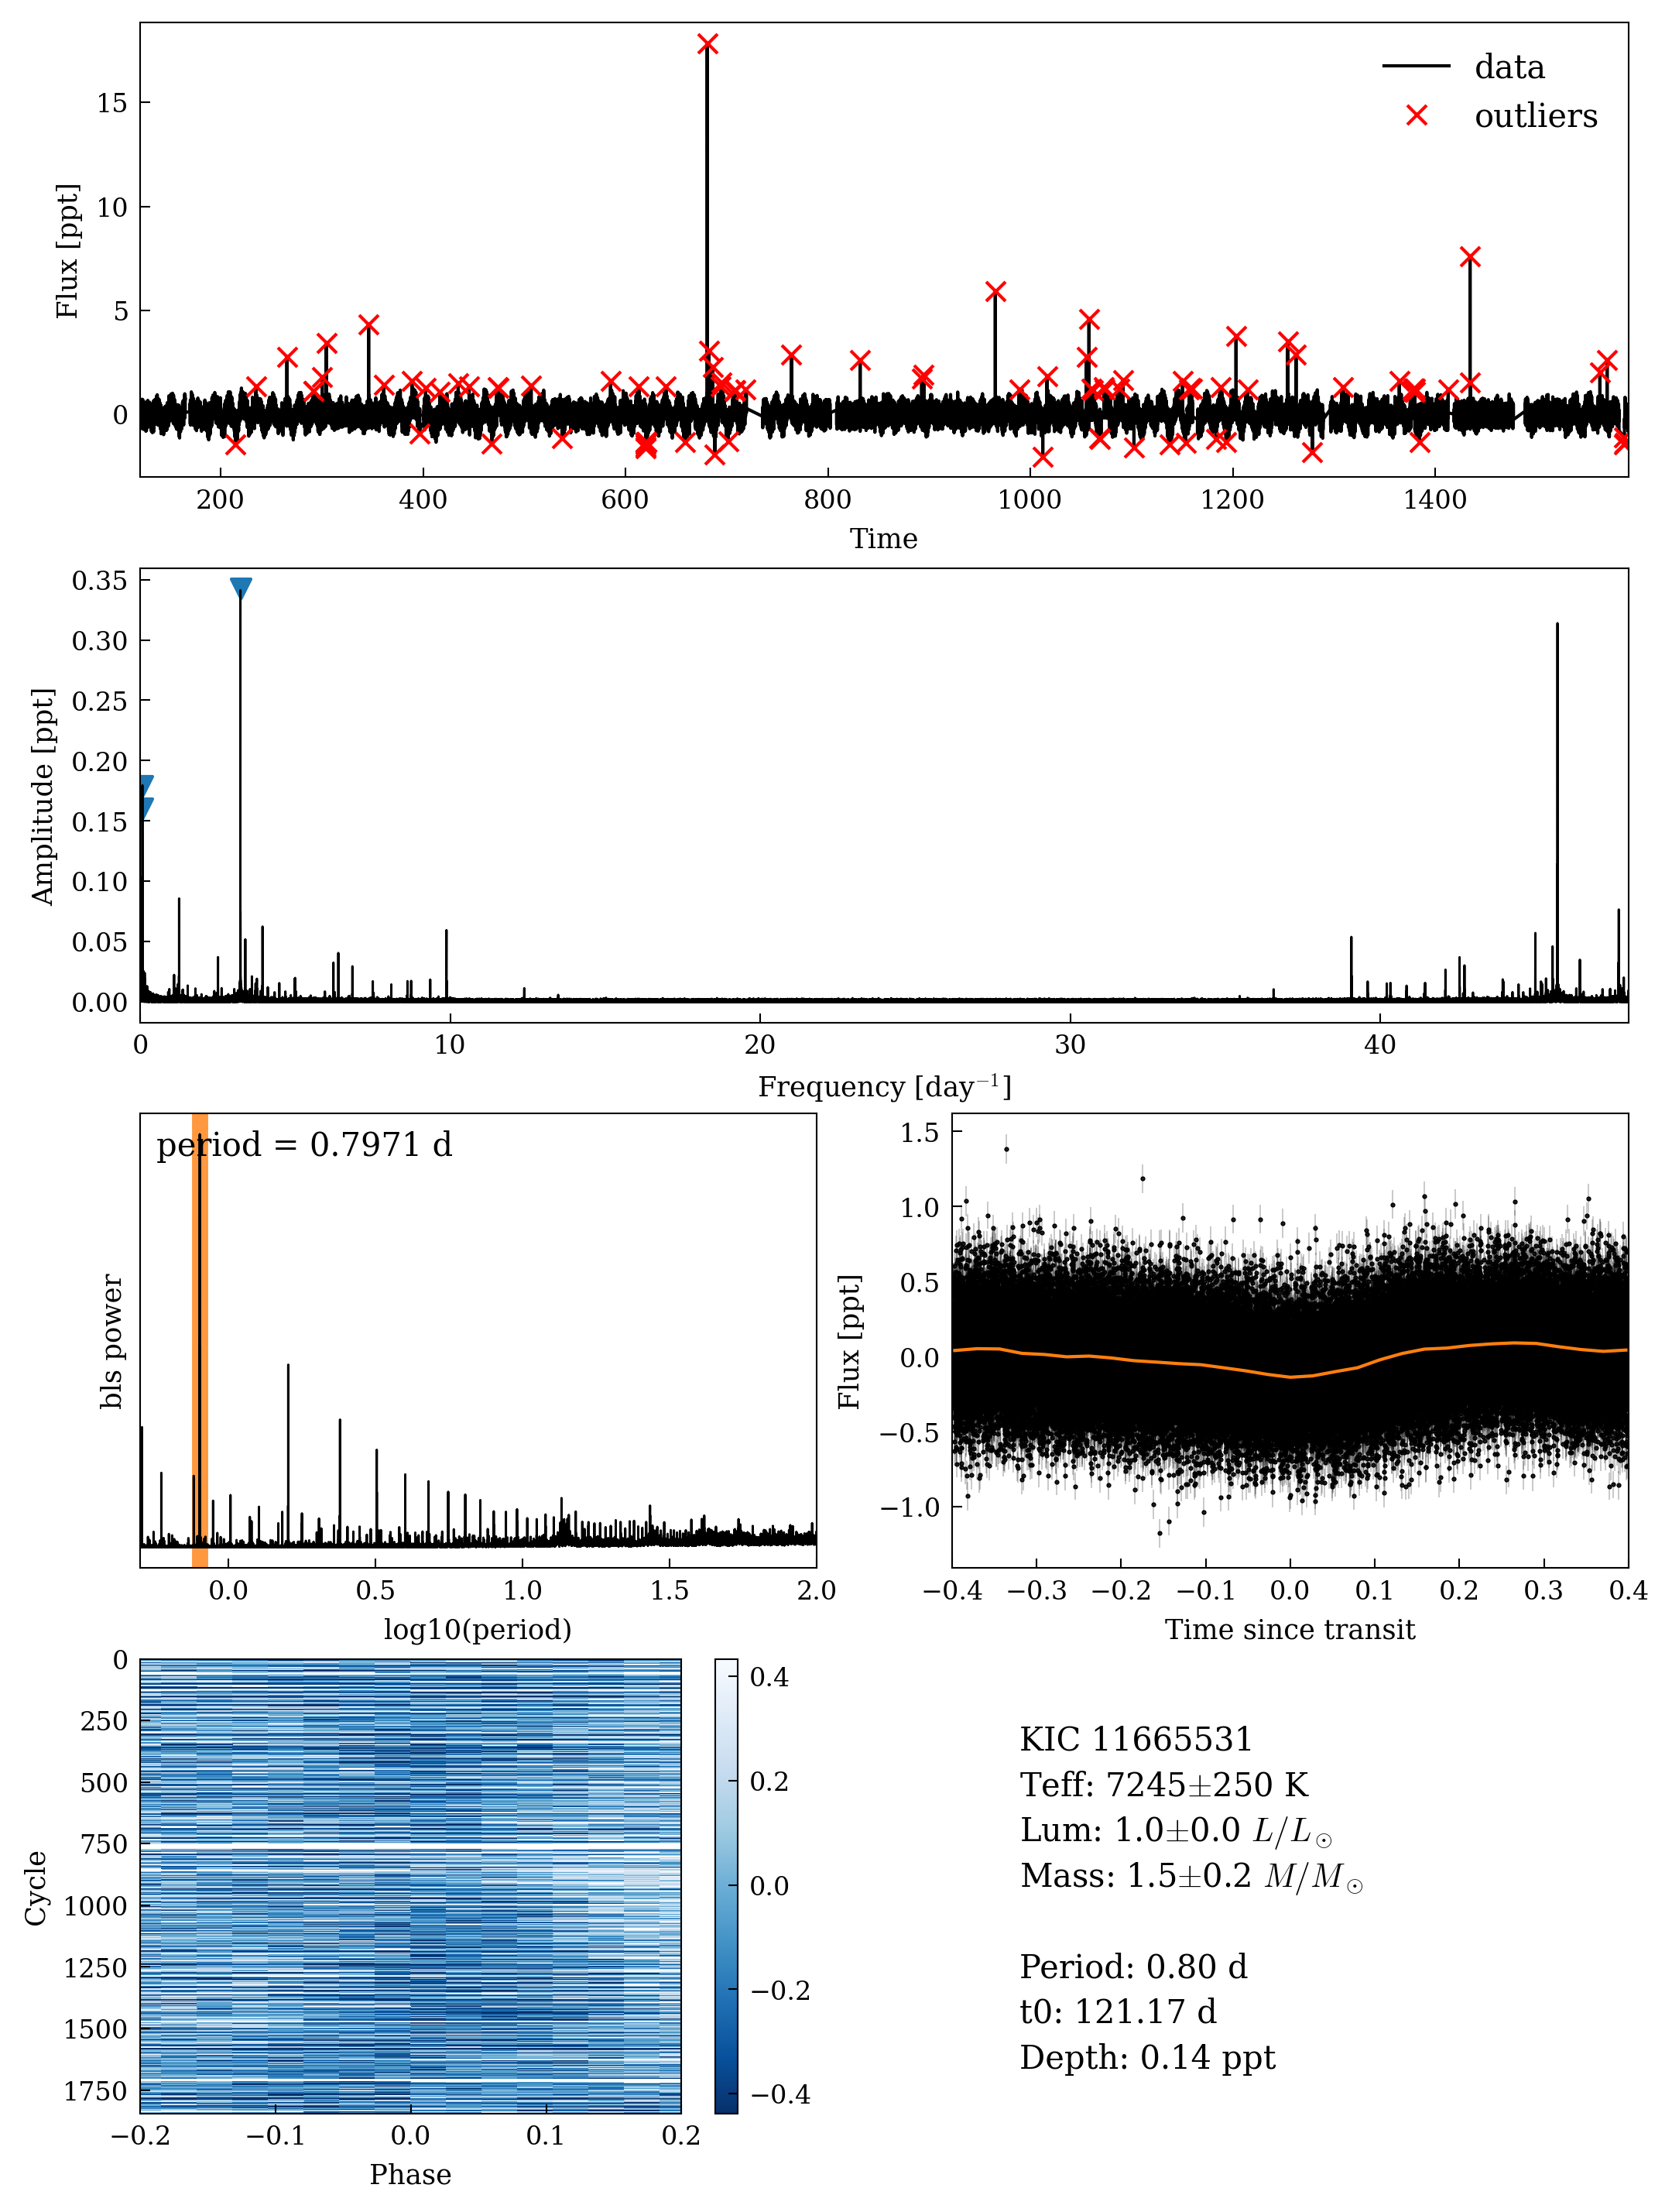 data
outliers
15
10
5
0
Flux [ppt]
200 400 600 800 1000 1200 1400
Time
0.35
0.30
0.25
0.20
0.15
0.10
0.05
0.00
Amplitude [ppt]
0 10 20 30 40
Frequency [day⁻¹]
period = 0.7971 d
bls power
0.0 0.5 1.0 1.5 2.0
log10(period)
1.5
1.0
0.5
0.0
−0.5
−1.0
Flux [ppt]
−0.4 −0.3 −0.2 −0.1 0.0 0.1 0.2 0.3 0.4
Time since transit
0
250
500
750
1000
1250
1500
1750
Cycle
−0.2 −0.1 0.0 0.1 0.2
Phase
0.4
0.2
0.0
−0.2
−0.4
KIC 11665531
Teff: 7245±250 K
Lum: 1.0±0.0 L/L⊙
Mass: 1.5±0.2 M/M⊙
Period: 0.80 d
t0: 121.17 d
Depth: 0.14 ppt